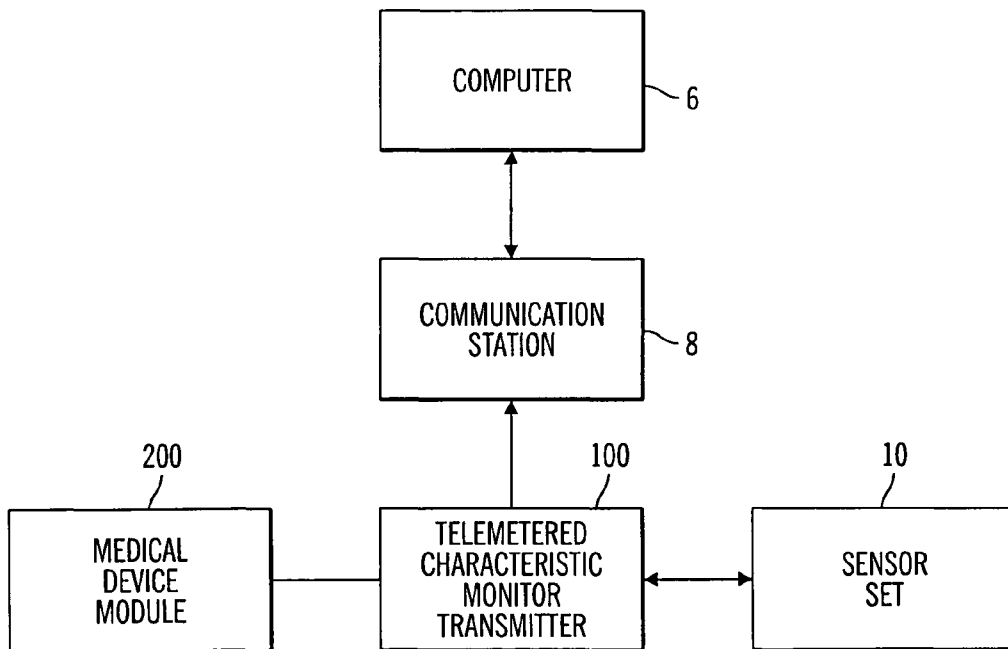 COMPUTER
6
COMMUNICATION
STATION
8
200
100
10
MEDICAL
DEVICE
MODULE
TELEMETERED
CHARACTERISTIC
MONITOR
TRANSMITTER
SENSOR
SET